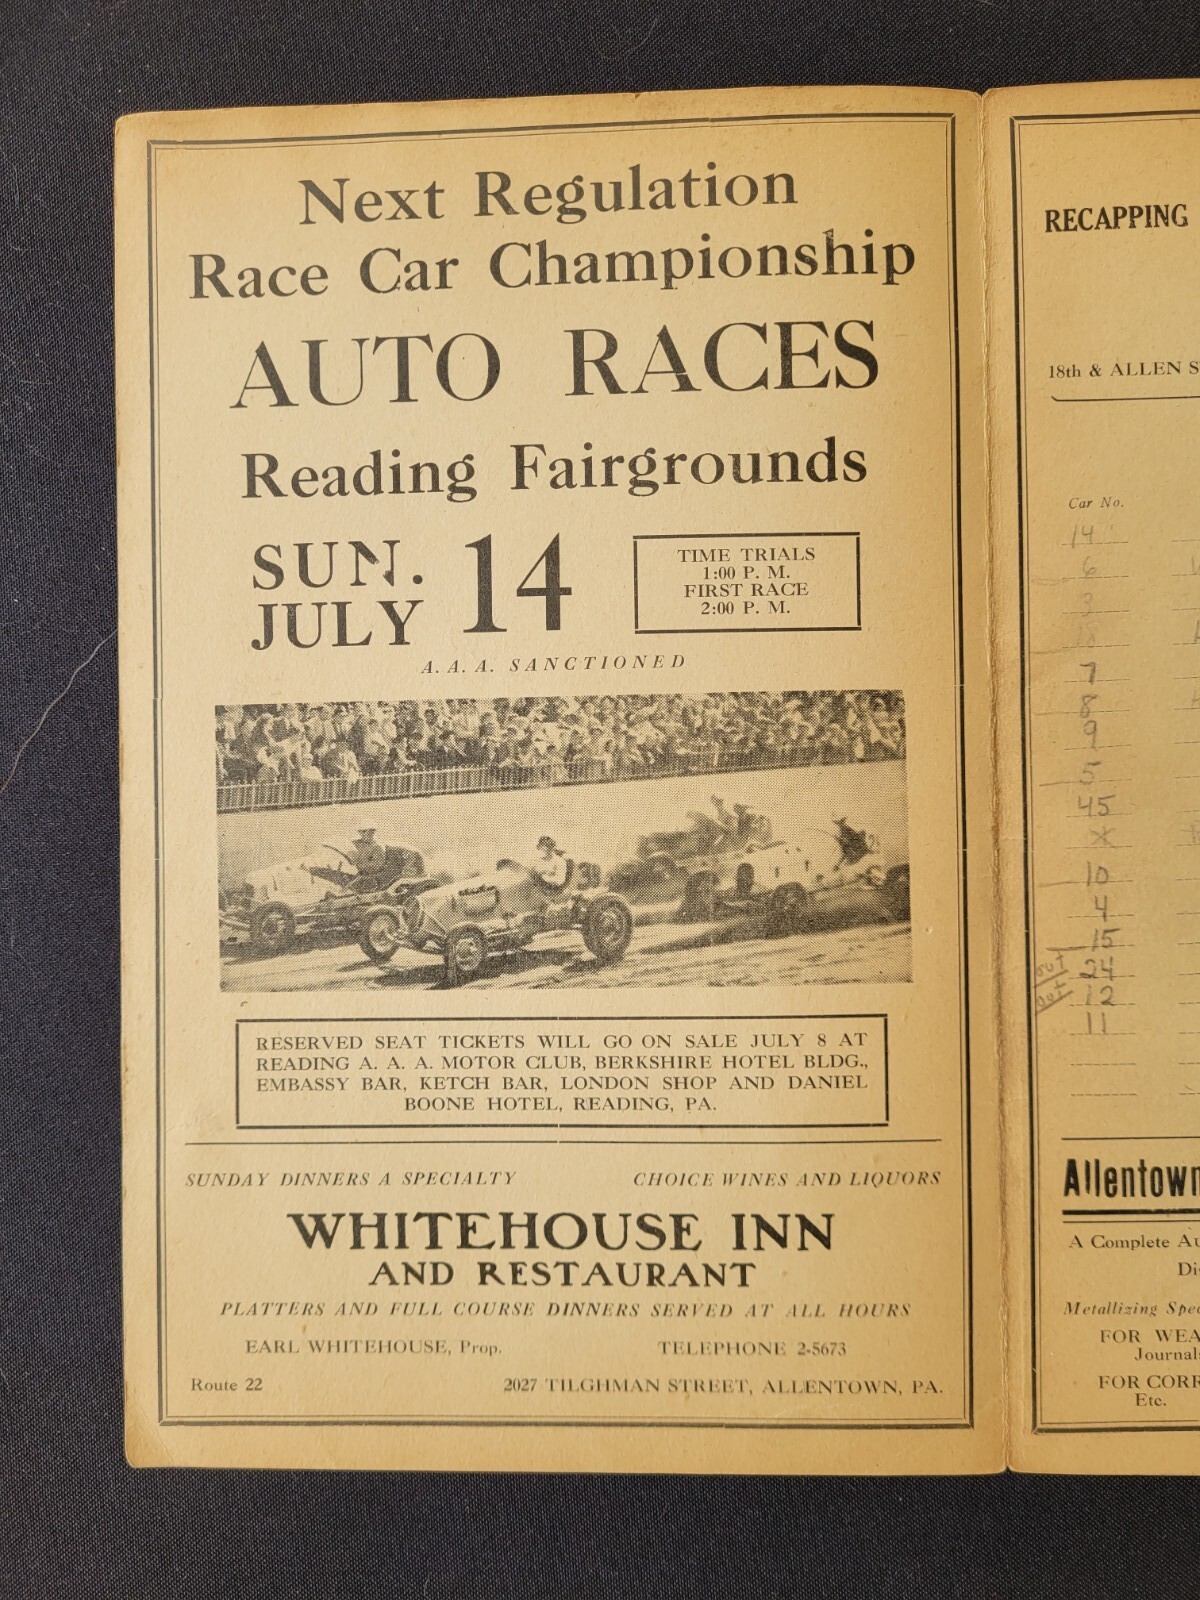 Next Regulation
Race Car Championship
AUTO RACES
Reading Fairgrounds
SUN.
JULY
14
TIME TRIALS
1:00 P. M.
FIRST RACE
2:00 P. M.
A. A. A. SANCTIONED
RESERVED SEAT TICKETS WILL GO ON SALE JULY 8 AT
READING A. A. A. MOTOR CLUB, BERKSHIRE HOTEL BLDG.,
EMBASSY BAR, KETCH BAR, LONDON SHOP AND DANIEL
BOONE HOTEL, READING, PA.
SUNDAY DINNERS A SPECIALTY
CHOICE WINES AND LIQUORS
WHITEHOUSE INN
AND RESTAURANT
PLATTERS AND FULL COURSE DINNERS SERVED AT ALL HOURS
EARL WHITEHOUSE, Prop.
TELEPHONE 2-5673
Route 22
2027 TILGHMAN STREET, ALLENTOWN, PA.
RECAPPING
18th & ALLEN S
Car No.
14
6
3
7
8
9
5
45
X
10
4
15
out 24
out 12
11
Allentown
A Complete Au
Di
Metallizing Spec
FOR WEA
Journals
FOR CORR
Etc.